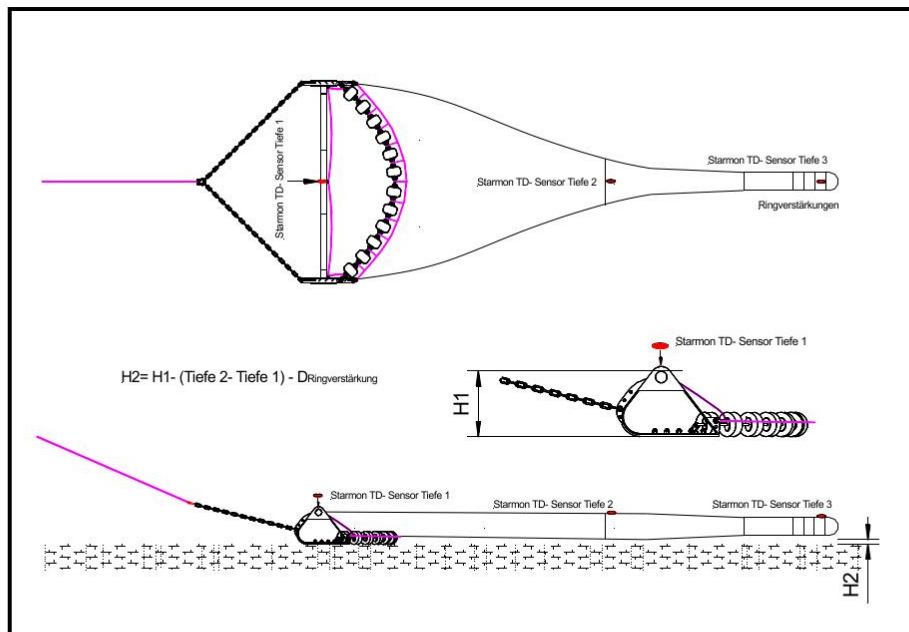 Starmon TD- Sensor Tiefe 1
Starmon TD- Sensor Tiefe 2
Starmon TD- Sensor Tiefe 3
Ringverstärkungen
Starmon TD- Sensor Tiefe 1
H2= H1- (Tiefe 2- Tiefe 1) - DRingverstärkung
H1
Starmon TD- Sensor Tiefe 1
Starmon TD- Sensor Tiefe 2
Starmon TD- Sensor Tiefe 3
H2